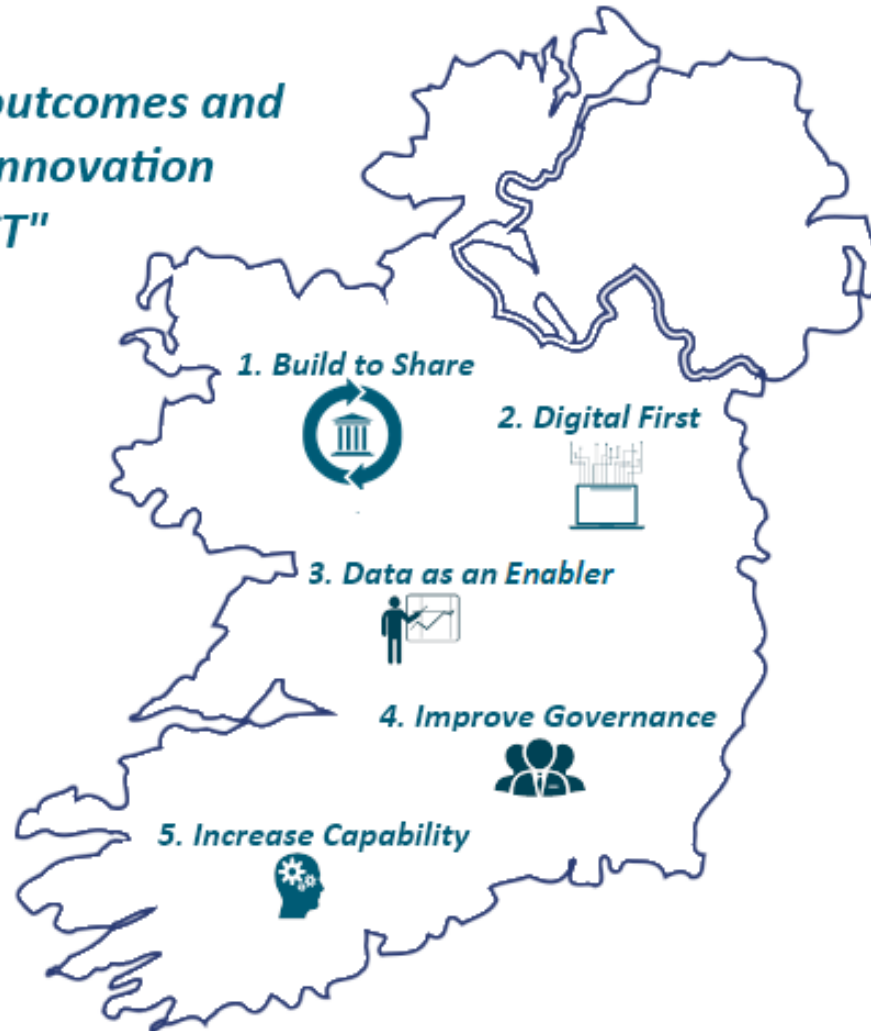 outcomes and
innovation
T"
1. Build to Share
2. Digital First
3. Data as an Enabler
4. Improve Governance
5. Increase Capability